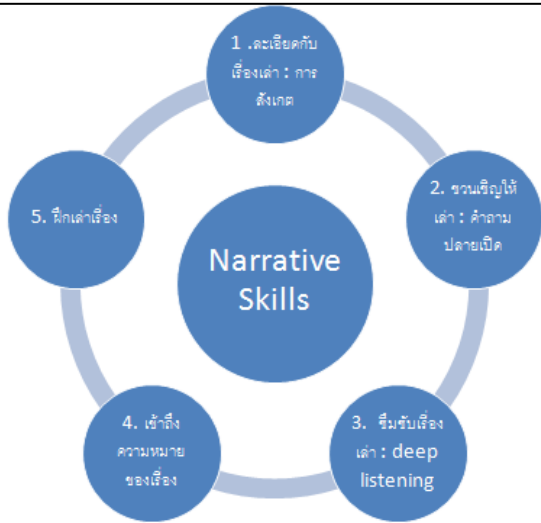 1 .ละเอียดกับ
เรื่องเล่า : การ
สังเกต
2. ชวนเชิญให้
เล่า : คำถาม
ปลายเปิด
3. ซึมซับเรื่อง
เล่า : deep
listening
4. เข้าถึง
ความหมาย
ของเรื่อง
5. ฝึกเล่าเรื่อง
Narrative
Skills